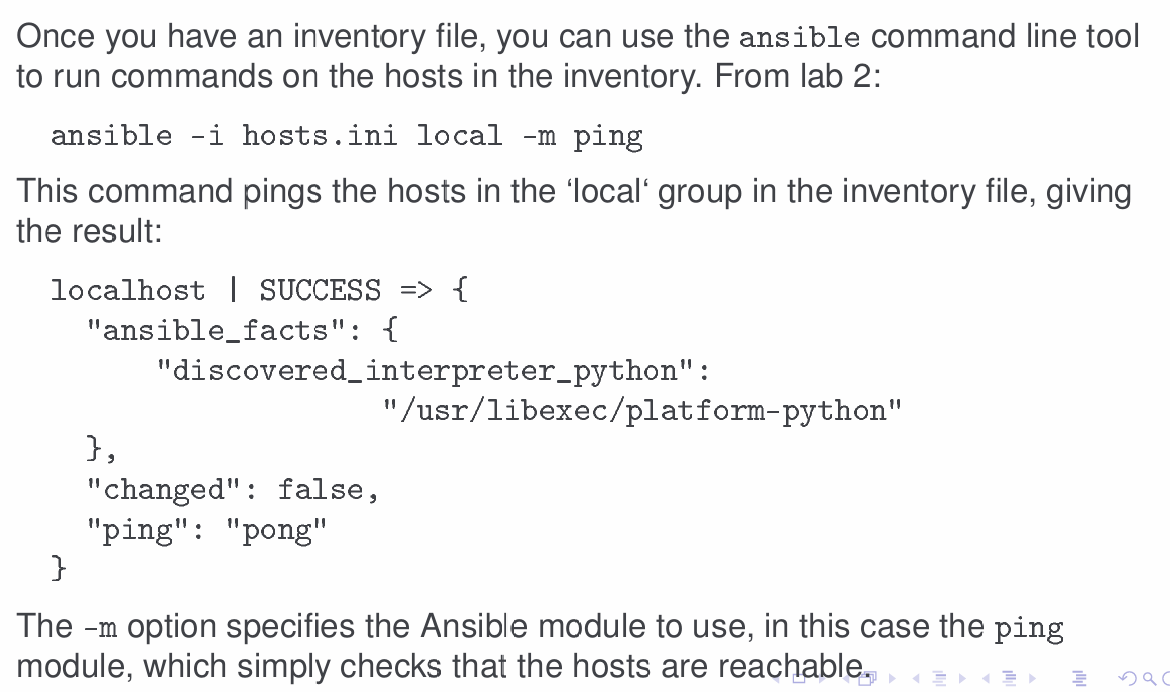 Once you have an inventory file, you can use the ansible command line tool
to run commands on the hosts in the inventory. From lab 2:
ansible -i hosts.ini local -m ping
This command pings the hosts in the ‘local‘ group in the inventory file, giving
the result:
localhost | SUCCESS => {
"ansible_facts": {
"discovered_interpreter_python":
"/usr/libexec/platform-python"
},
"changed": false,
"ping": "pong"
}
The -m option specifies the Ansible module to use, in this case the ping
module, which simply checks that the hosts are reachable.